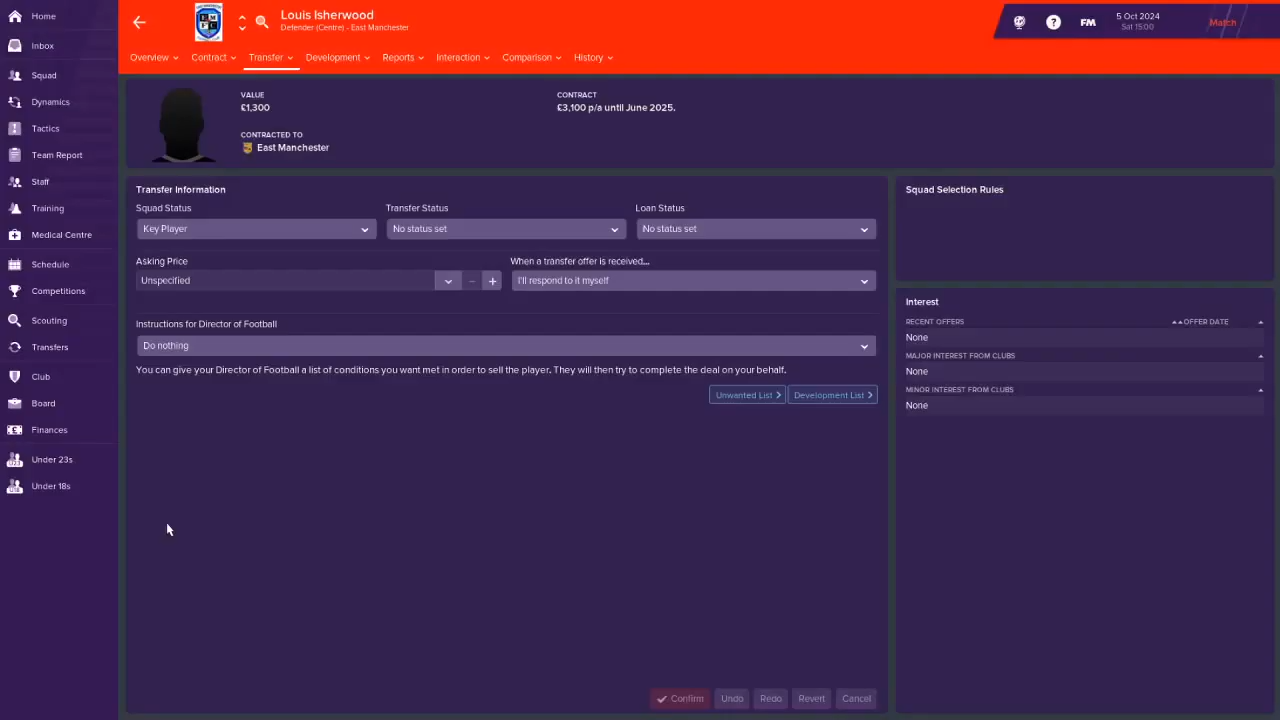 Home
Inbox
Squad
Dynamics
Tactics
Team Report
Staff
Training
Medical Centre
Schedule
Competitions
Scouting
Transfers
Club
Board
Finances
Under 23s
Under 18s
Louis Isherwood
Defender (Centre) - East Manchester
FM
5 Oct 2024
Sat 15:00
Match
Overview Contract Transfer Development Reports Interaction Comparison History
VALUE
£1,300
CONTRACT
£3,100 p/a until June 2025.
CONTRACTED TO
East Manchester
Transfer Information
Squad Status Transfer Status Loan Status
Key Player No status set No status set
Asking Price When a transfer offer is received...
Unspecified I'll respond to it myself
Instructions for Director of Football
Do nothing
You can give your Director of Football a list of conditions you want met in order to sell the player. They will then try to complete the deal on your behalf.
Unwanted List Development List
Confirm Undo Redo Revert Cancel
Squad Selection Rules
Interest
RECENT OFFERS OFFER DATE
None
MAJOR INTEREST FROM CLUBS
None
MINOR INTEREST FROM CLUBS
None